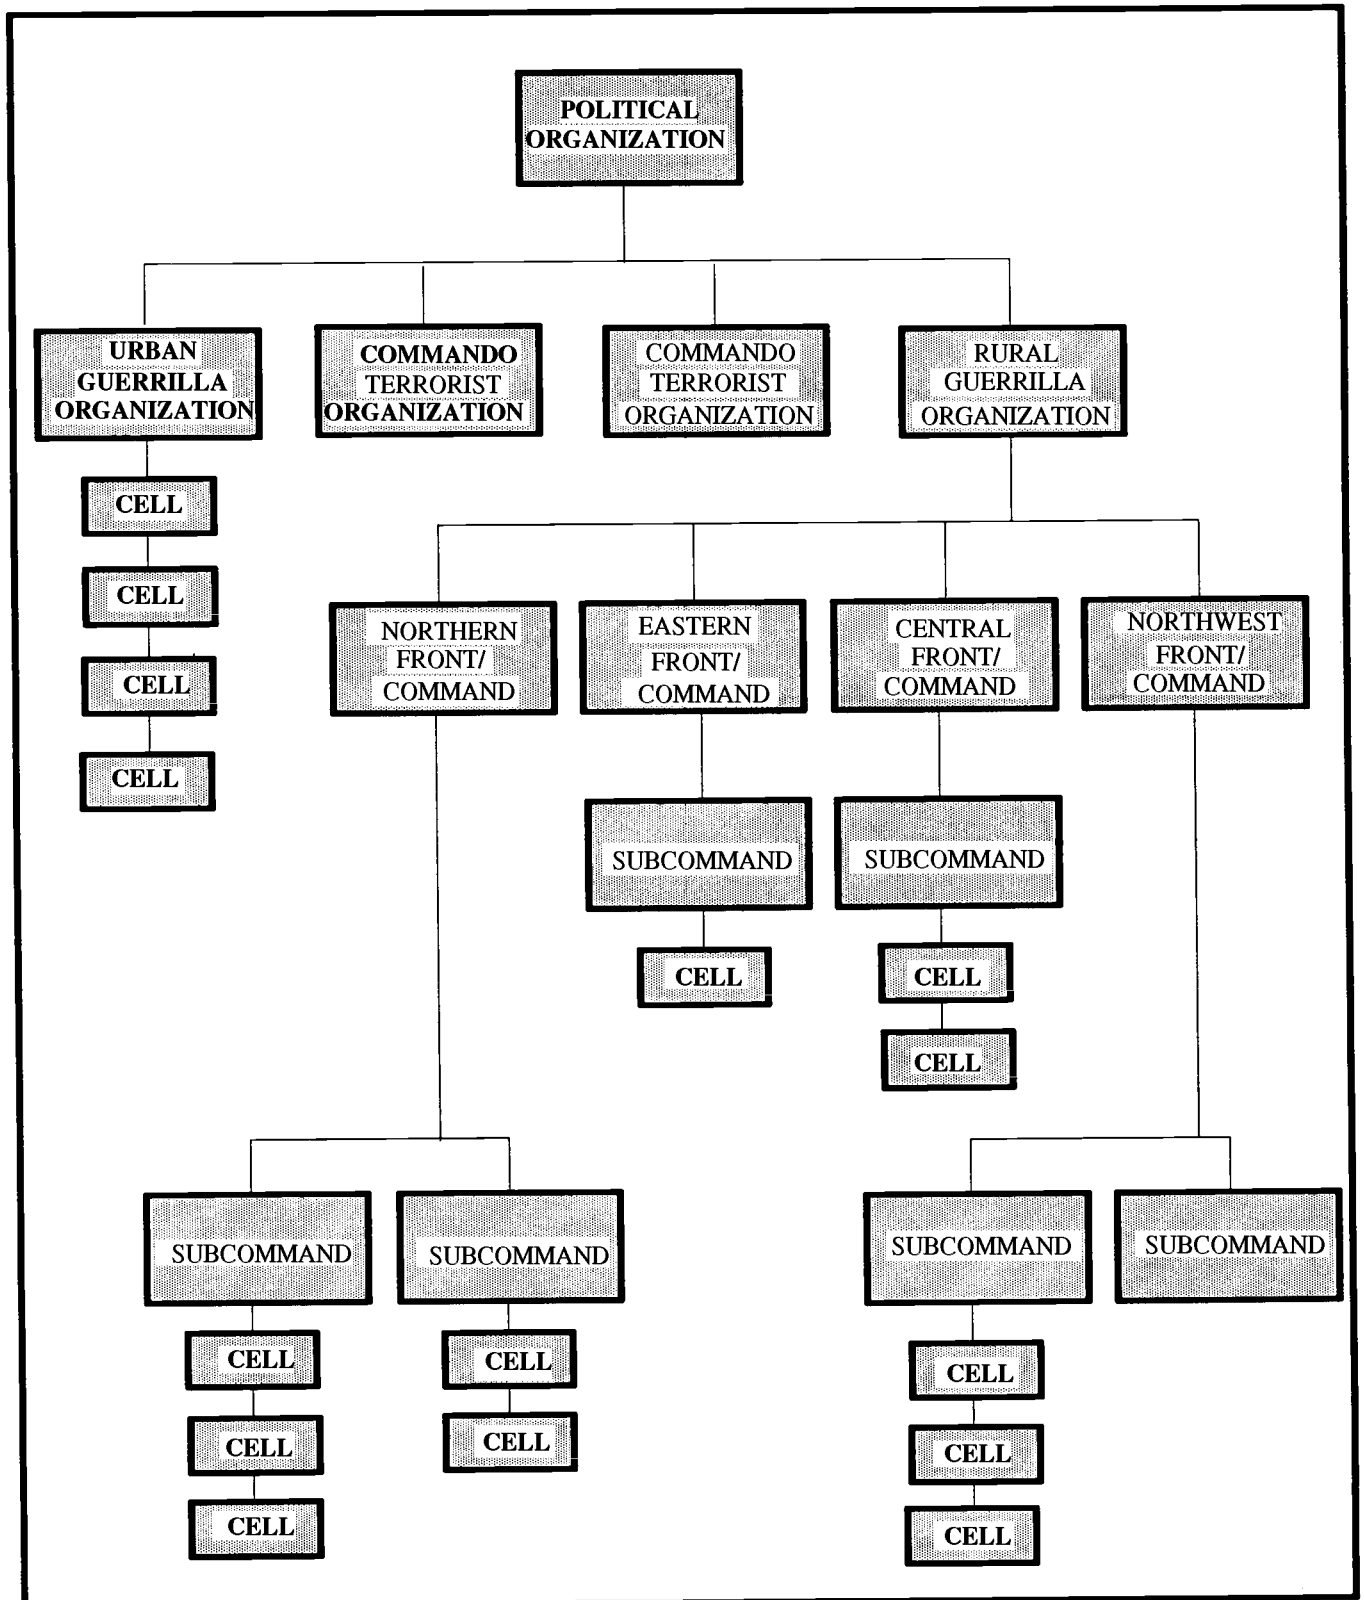 POLITICAL
ORGANIZATION
URBAN
GUERRILLA
ORGANIZATION
COMMANDO
TERRORIST
ORGANIZATION
COMMANDO
TERRORIST
ORGANIZATION
RURAL
GUERRILLA
ORGANIZATION
CELL
CELL
CELL
CELL
NORTHERN
FRONT/
COMMAND
EASTERN
FRONT/
COMMAND
CENTRAL
FRONT/
COMMAND
NORTHWEST
FRONT/
COMMAND
SUBCOMMAND
CELL
SUBCOMMAND
CELL
CELL
SUBCOMMAND
CELL
CELL
CELL
SUBCOMMAND
CELL
CELL
SUBCOMMAND
CELL
CELL
CELL
SUBCOMMAND